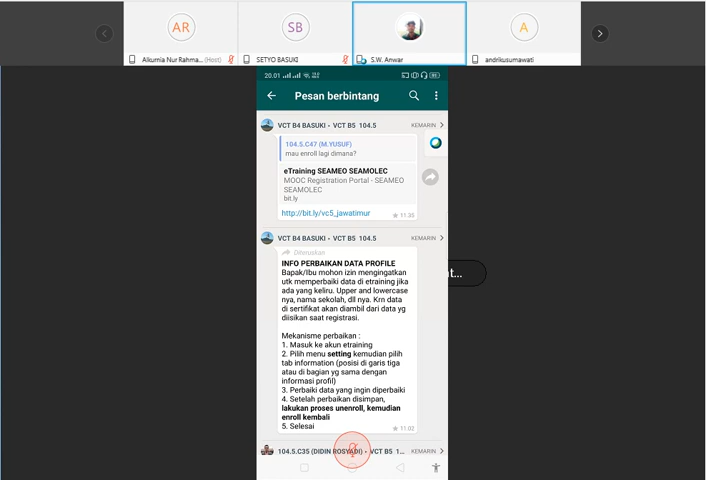 AR
SB
A
Alkurnia Nur Rahma... (Host)
SETYO BASUKI
S.W. Anwar
andrikusumawati
20.01
Pesan berbintang
VCT B4 BASUKI • VCT B5 104.5
KEMARIN
104.5.C47 (M.YUSUF)
mau enroll lagi dimana?
eTraining SEAMEO SEAMOLEC
MOOC Registration Portal - SEAMEO
SEAMOLEC
bit.ly
http://bit.ly/vc5_jawatimur
11.35
VCT B4 BASUKI • VCT B5 104.5
KEMARIN
Diteruskan
INFO PERBAIKAN DATA PROFILE
Bapak/Ibu mohon izin mengingatkan
utk memperbaiki data di etraining jika
ada yang keliru. Upper and lowercase
nya, nama sekolah, dll nya. Krn data
di sertifikat akan diambil dari data yg
diisikan saat registrasi.
Mekanisme perbaikan :
1. Masuk ke akun etraining
2. Pilih menu setting kemudian pilih
tab information (posisi di garis tiga
atau di bagian yg sama dengan
informasi profil)
3. Perbaiki data yang ingin diperbaiki
4. Setelah perbaikan disimpan,
lakukan proses unenroll, kemudian
enroll kembali
5. Selesai
11.02
t...
104.5.C35 (DIDIN ROSYADI) • VCT B5 1...
KEMARIN